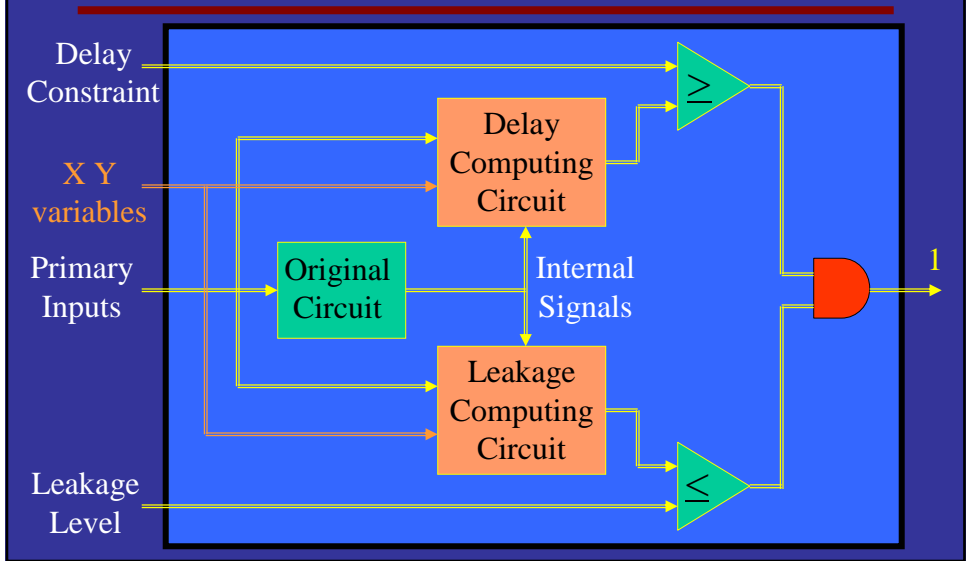 Delay
Constraint
≥
Delay
Computing
Circuit
X Y
variables
Primary
Inputs
Original
Circuit
Internal
Signals
1
Leakage
Computing
Circuit
Leakage
Level
≤